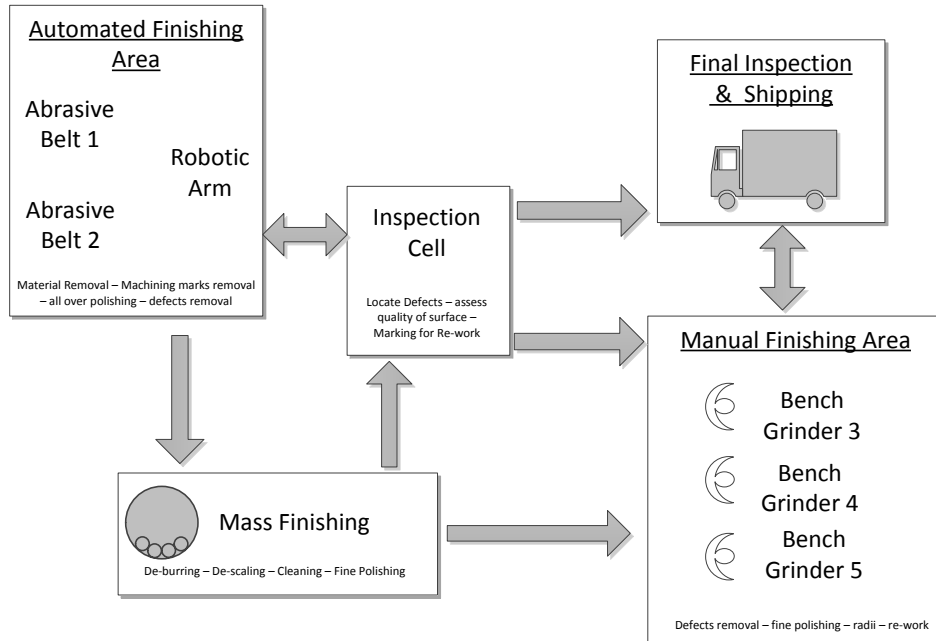 Automated Finishing
Area
Abrasive
Belt 1
Robotic
Arm
Abrasive
Belt 2
Material Removal – Machining marks removal
– all over polishing – defects removal
Inspection
Cell
Locate Defects – assess
quality of surface –
Marking for Re-work
Final Inspection
& Shipping
Manual Finishing Area
Bench
Grinder 3
Bench
Grinder 4
Bench
Grinder 5
Defects removal – fine polishing – radii – re-work
Mass Finishing
De-burring – De-scaling – Cleaning – Fine Polishing